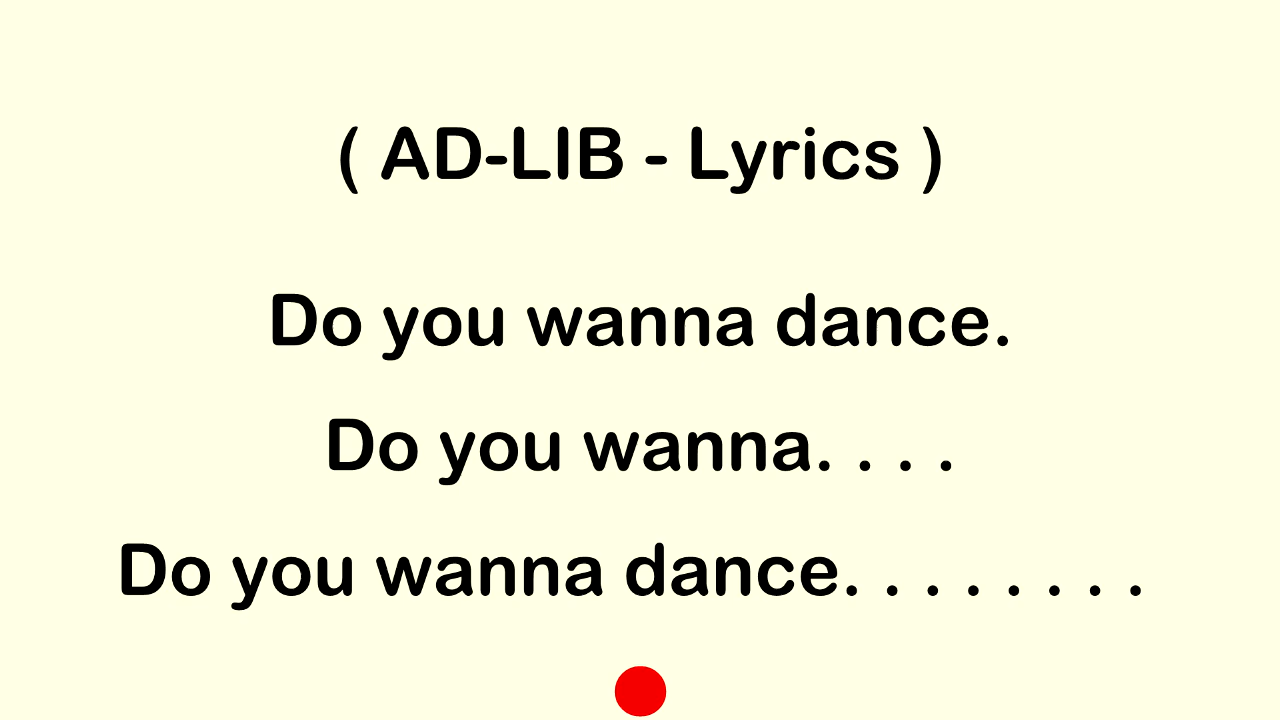 ( AD-LIB - Lyrics )
Do you wanna dance.
Do you wanna. . . .
Do you wanna dance. . . . . . . .